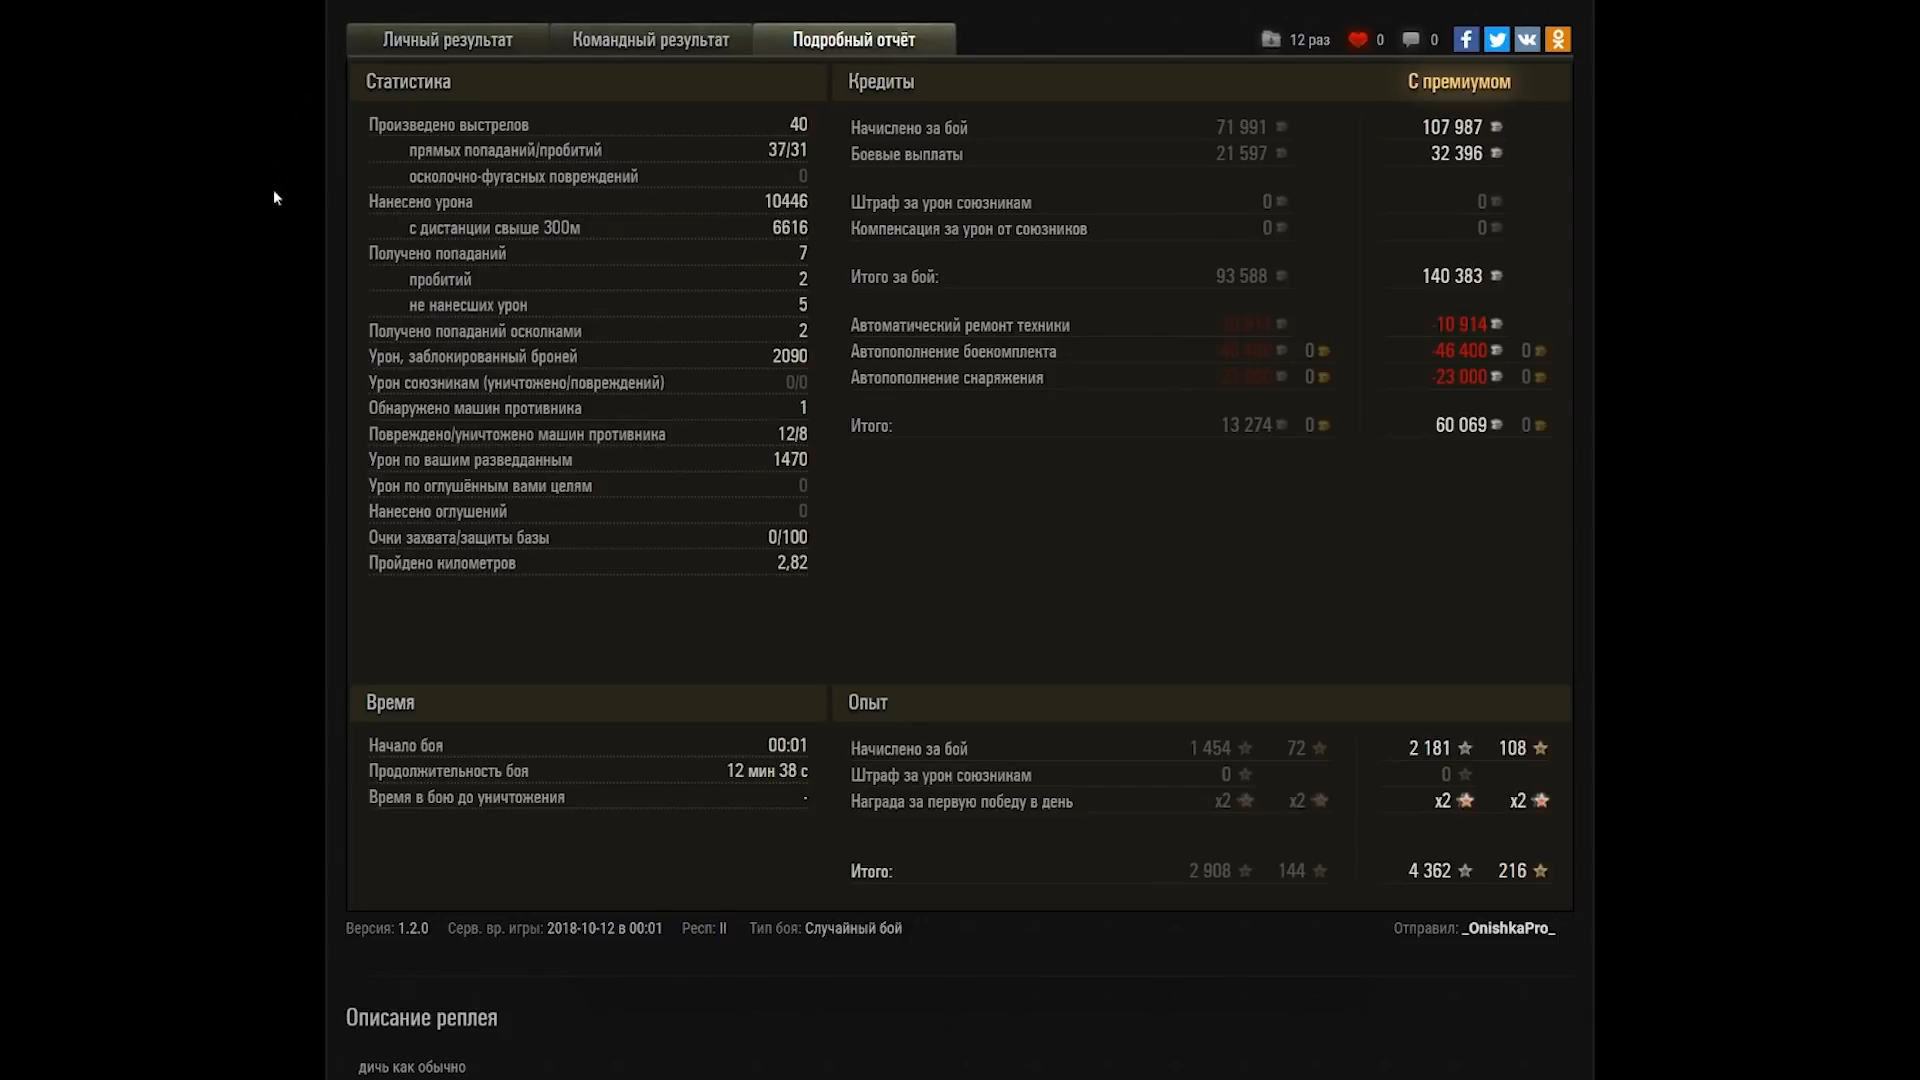 Личный результат Командный результат Подробный отчёт 12 раз 0 0
Статистика
Произведено выстрелов 40
прямых попаданий/пробитий 37/31
осколочно-фугасных повреждений 0
Нанесено урона 10446
с дистанции свыше 300м 6616
Получено попаданий 7
пробитий 2
не нанесших урон 5
Получено попаданий осколками 2
Урон, заблокированный броней 2090
Урон союзникам (уничтожено/повреждений) 0/0
Обнаружено машин противника 1
Повреждено/уничтожено машин противника 12/8
Урон по вашим разведданным 1470
Урон по оглушённым вами целям 0
Нанесено оглушений 0
Очки захвата/защиты базы 0/100
Пройдено километров 2,82
Кредиты С премиумом
Начислено за бой 71 991 107 987
Боевые выплаты 21 597 32 396
Штраф за урон союзникам 0 0
Компенсация за урон от союзников 0 0
Итого за бой: 93 588 140 383
Автоматический ремонт техники -10 914
Автопополнение боекомплекта 0 -46 400 0
Автопополнение снаряжения 0 -23 000 0
Итого: 13 274 0 60 069 0
Время
Начало боя 00:01
Продолжительность боя 12 мин 38 с
Время в бою до уничтожения -
Опыт
Начислено за бой 1 454 72 2 181 108
Штраф за урон союзникам 0 0
Награда за первую победу в день x2 x2 x2 x2
Итого: 2 908 144 4 362 216
Версия: 1.2.0 Серв. вр. игры: 2018-10-12 в 00:01 Респ: II Тип боя: Случайный бой Отправил: _OnishkaPro_
Описание реплея
дичь как обычно